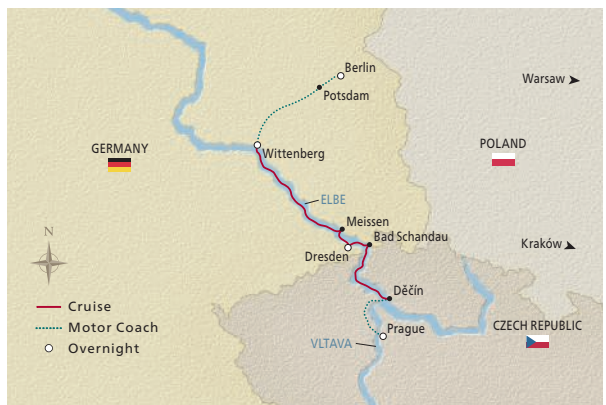 Berlin
Warsaw
Potsdam
GERMANY
POLAND
Wittenberg
ELBE
Meissen
N
Bad Schandau
Kraków
Dresden
Děčín
Cruise
Motor Coach
CZECH REPUBLIC
Prague
VLTAVA
Overnight